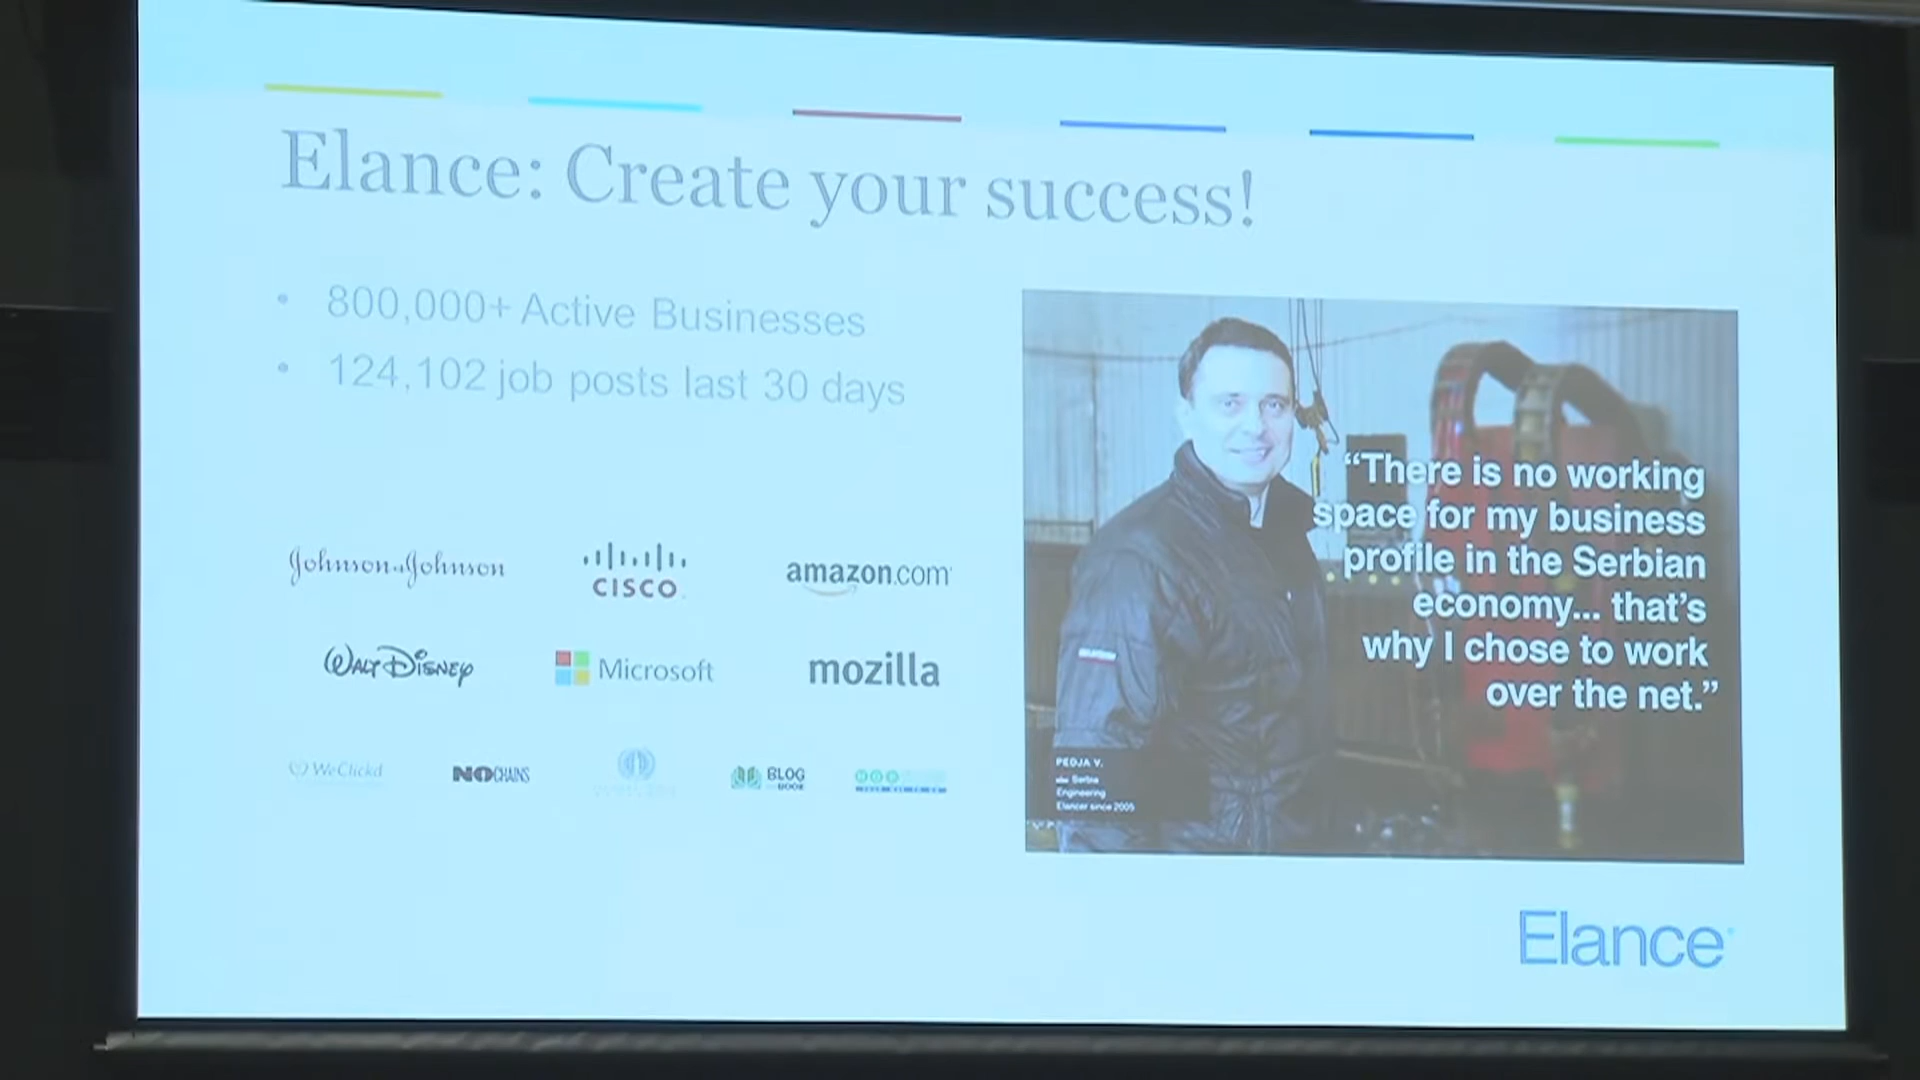 Elance: Create your success!
• 800,000+ Active Businesses
• 124,102 job posts last 30 days
Johnson & Johnson
CISCO
amazon.com
WALT DISNEY
Microsoft
mozilla
WeClickd
NOCHAINS
BLOG
BOOK
“There is no working
space for my business
profile in the Serbian
economy... that’s
why I chose to work
over the net.”
PEDJA V.
Serbia
Engineering
Elancer since 2005
Elance